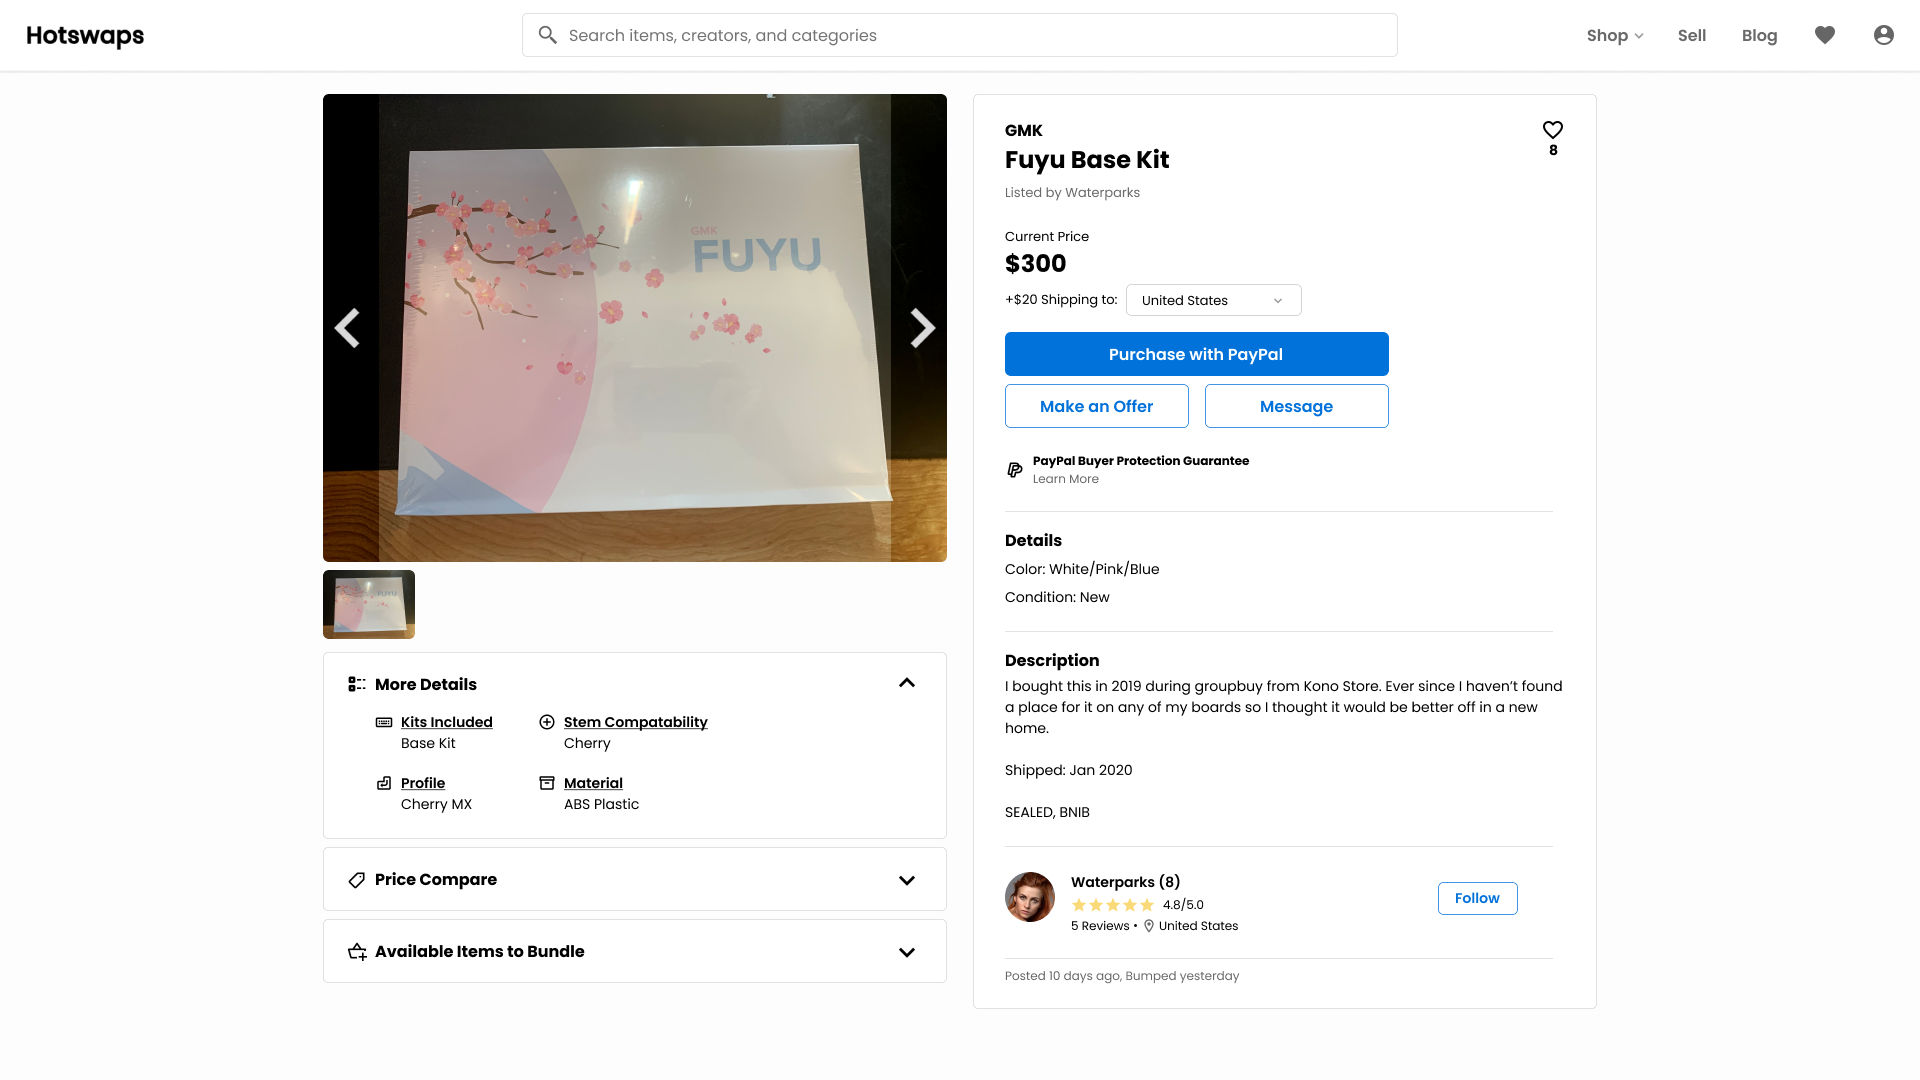 Hotswaps
Search items, creators, and categories
Shop
Sell
Blog
GMK
FUYU
FUYU
More Details
Kits Included
Base Kit
Stem Compatability
Cherry
Profile
Cherry MX
Material
ABS Plastic
Price Compare
Available Items to Bundle
GMK
8
Fuyu Base Kit
Listed by Waterparks
Current Price
$300
+$20 Shipping to:
United States
Purchase with PayPal
Make an Offer
Message
PayPal Buyer Protection Guarantee
Learn More
Details
Color: White/Pink/Blue
Condition: New
Description
I bought this in 2019 during groupbuy from Kono Store. Ever since I haven’t found
a place for it on any of my boards so I thought it would be better off in a new
home.
Shipped: Jan 2020
SEALED, BNIB
Waterparks (8)
4.8/5.0
5 Reviews • United States
Follow
Posted 10 days ago, Bumped yesterday